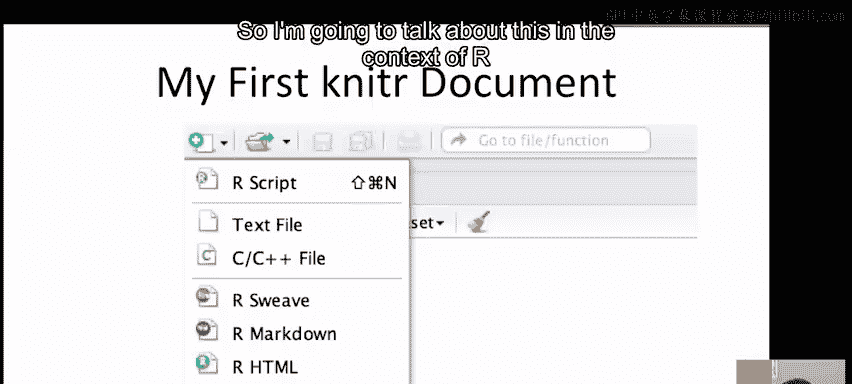 So I'm going to talk about this in the
context of R
My First knitr Document
Go to file/function
R Script ⇧⌘N
Text File
set
C/C++ File
R Sweave
R Markdown
R HTML